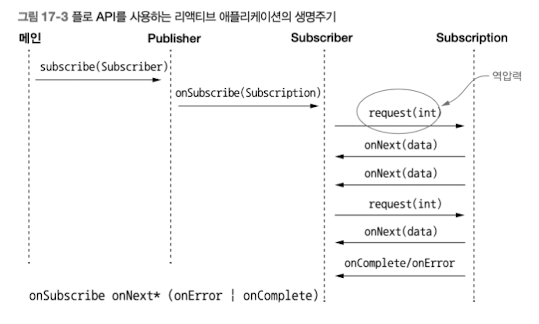 그림 17-3 플로 API를 사용하는 리액티브 애플리케이션의 생명주기
메인 Publisher Subscriber Subscription
subscribe(Subscriber)
onSubscribe(Subscription)
역압력
request(int)
onNext(data)
onNext(data)
request(int)
onNext(data)
onComplete/onError
onSubscribe onNext* (onError | onComplete)